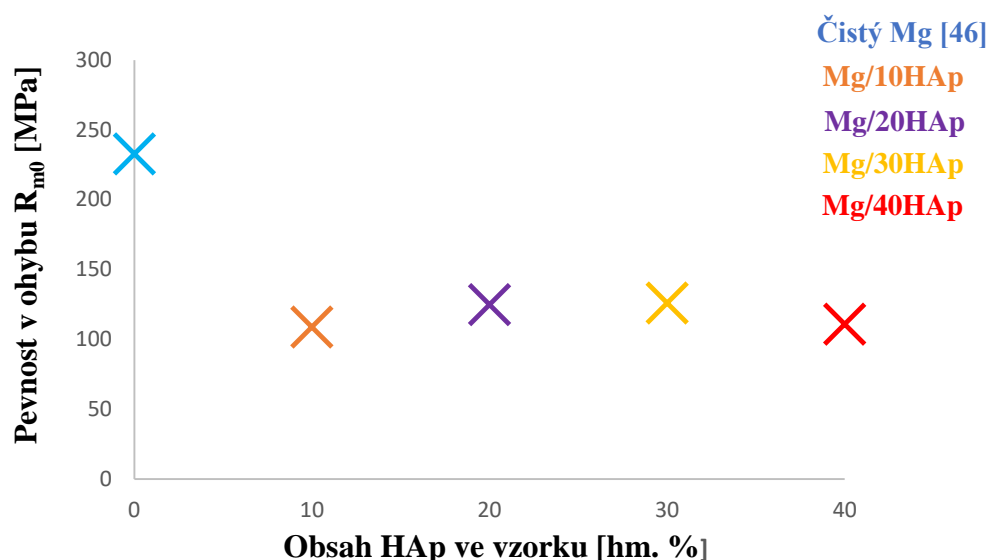 Čistý Mg [46]
Mg/10HAp
Mg/20HAp
Mg/30HAp
Mg/40HAp
Pevnost v ohybu Rm0 [MPa]
300
250
200
150
100
50
0
0 10 20 30 40
Obsah HAp ve vzorku [hm. %]